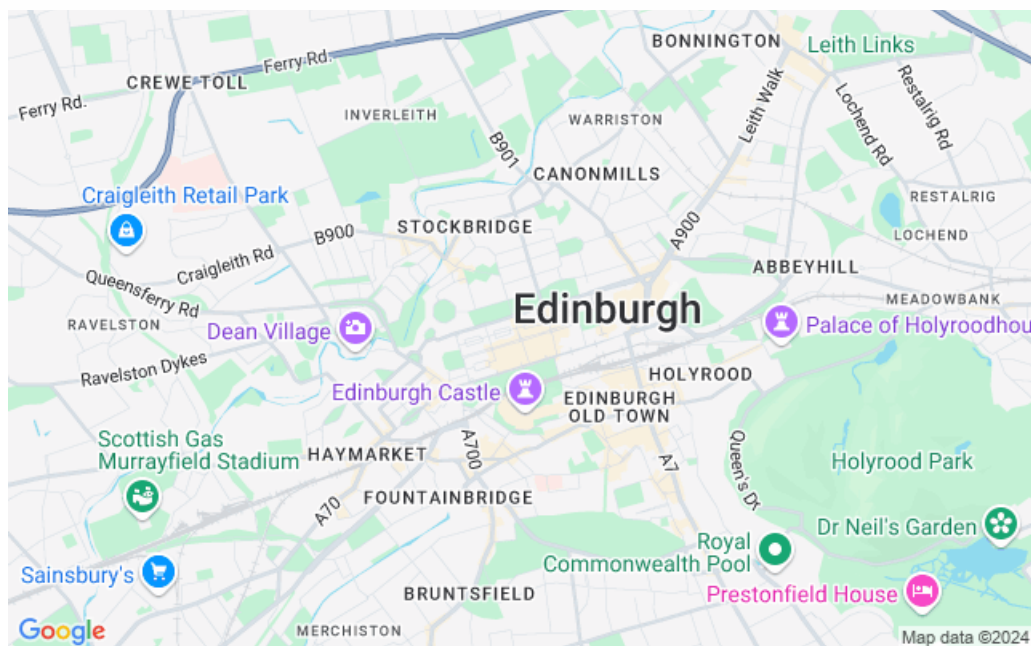 BONNINGTON
Leith Links
Ferry Rd.
CREWE TOLL
Ferry Rd.
INVERLEITH
WARRISTON
Leith Walk
Lochend Rd
Restalrig Rd
B901
CANONMILLS
Craigleith Retail Park
RESTALRIG
STOCKBRIDGE
B900
A900
LOCHEND
Craigleith Rd
ABBEYHILL
Queensferry Rd
MEADOWBANK
Edinburgh
RAVELSTON
Dean Village
Palace of Holyroodhou
Ravelston Dykes
HOLYROOD
Edinburgh Castle
EDINBURGH
OLD TOWN
Scottish Gas
Murrayfield Stadium
HAYMARKET
A700
A7
Queen's Dr
Holyrood Park
FOUNTAINBRIDGE
A70
Dr Neil's Garden
Royal
Commonwealth Pool
Sainsbury's
BRUNTSFIELD
Prestonfield House
MERCHISTON
Google
Map data ©2024